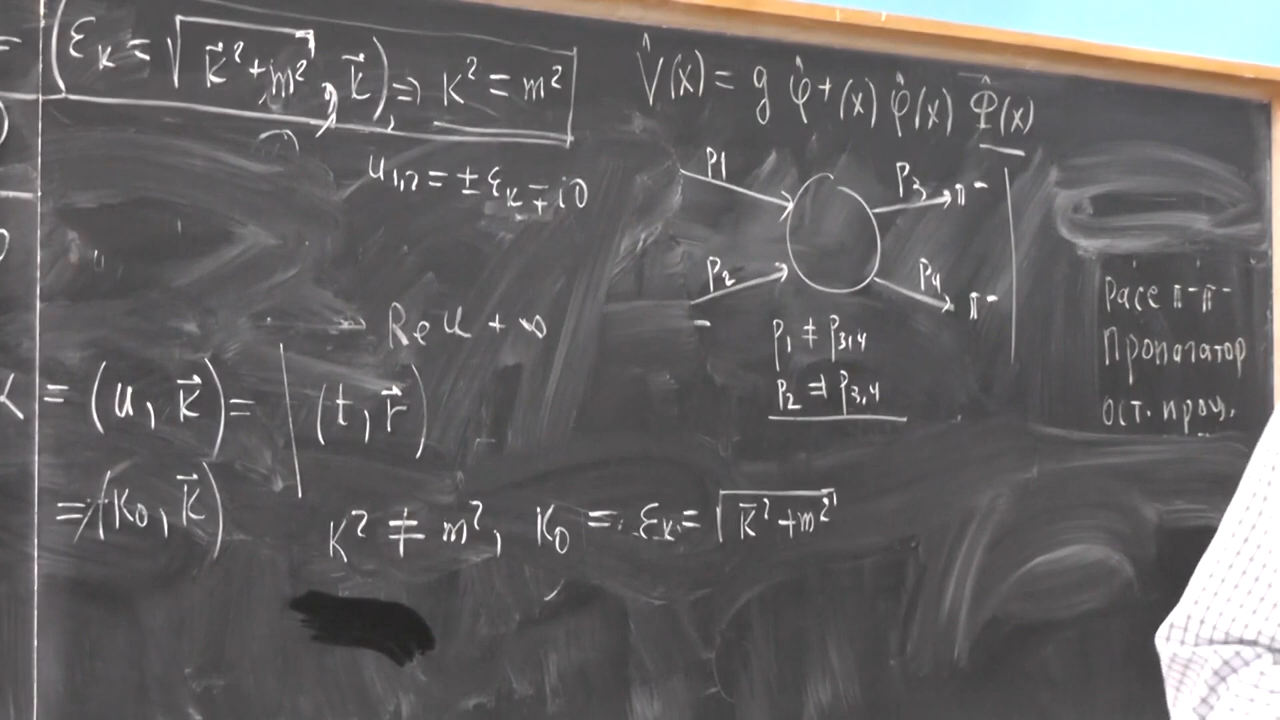 = (ε_K = √(k⃗² + m²), k⃗) ⇒ K² = m²
u₁,₂ = ± ε_K ∓ i0
Re u + ∞
= (u, k⃗) = | (t, r⃗)
= (K₀, k⃗)
K² ≠ m², K₀ = ε_K = √(k⃗² + m²)
V̂(x) = g φ̂⁺(x) φ̂(x) Φ̂(x)
p₁
p₃ π⁻
p₂
p₄ π⁻
p₁ ≠ p₃,₄
p₂ ≠ p₃,₄
Расс π⁻π⁻
Пропагатор
ост. проц.